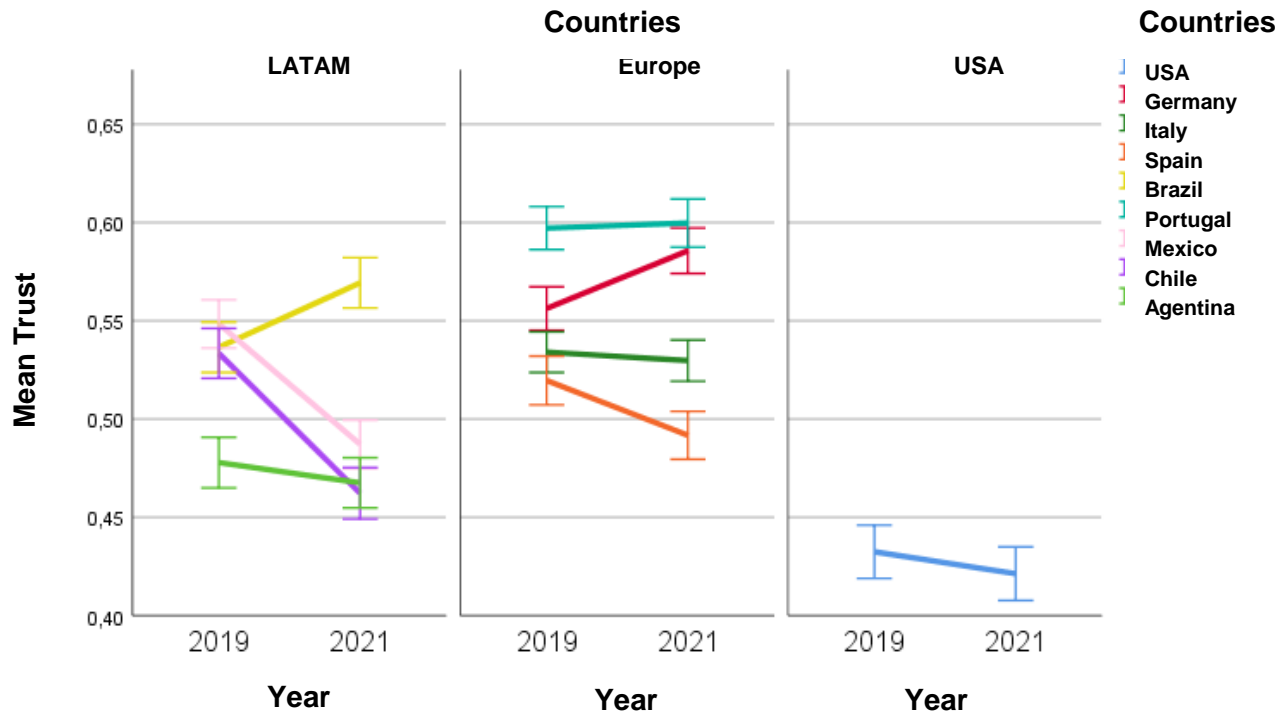 Countries
LATAM
Europe
USA
Mean Trust
0,65
0,60
0,55
0,50
0,45
0,40
2019 2021
2019 2021
2019 2021
Year
Year
Year
Countries
USA
Germany
Italy
Spain
Brazil
Portugal
Mexico
Chile
Agentina